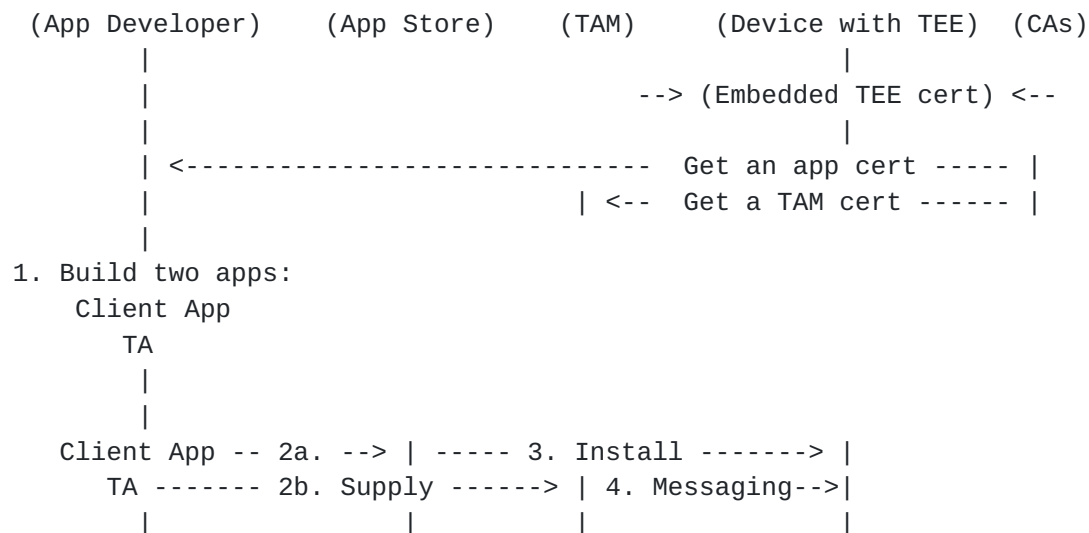 (App Developer)    (App Store)    (TAM)     (Device with TEE)  (CAs)
        |                                            |
        |                               --> (Embedded TEE cert) <--
        |                                            |
        | <------------------------------  Get an app cert ----- |
        |                           | <--  Get a TAM cert ------ |
        |
1. Build two apps:
    Client App
       TA
        |
        |
   Client App -- 2a. --> | ----- 3. Install -------> |
      TA ------- 2b. Supply ------> | 4. Messaging-->|
        |                |          |                |